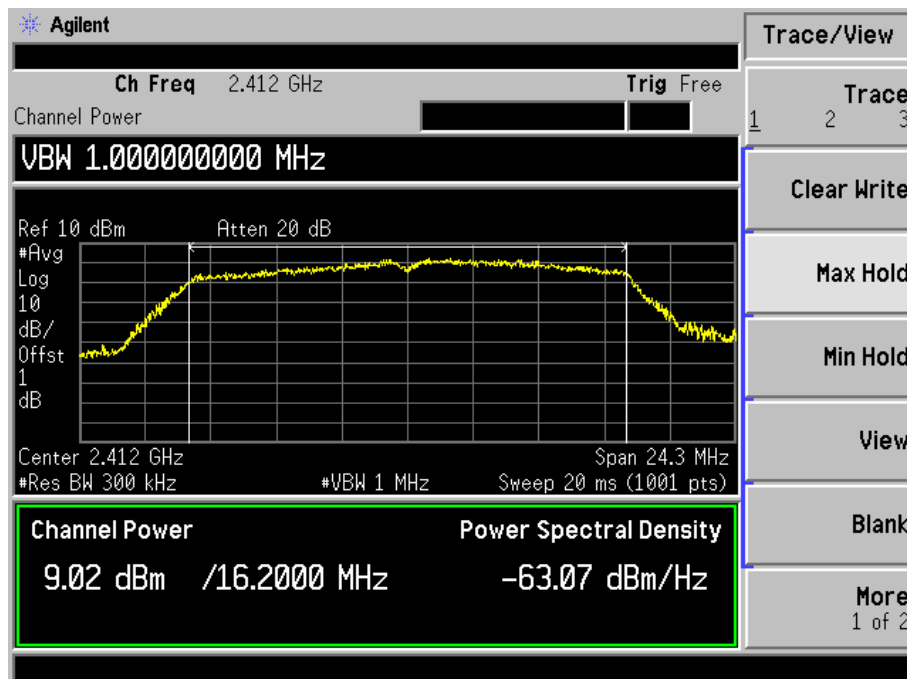 Agilent
Ch Freq 2.412 GHz Trig Free
Channel Power
VBW 1.000000000 MHz
Ref 10 dBm Atten 20 dB
#Avg
Log
10
dB/
Offst
1
dB
Center 2.412 GHz Span 24.3 MHz
#Res BW 300 kHz #VBW 1 MHz Sweep 20 ms (1001 pts)
Channel Power Power Spectral Density
9.02 dBm /16.2000 MHz -63.07 dBm/Hz
Trace/View
Trace
1 2 3
Clear Write
Max Hold
Min Hold
View
Blank
More
1 of 2